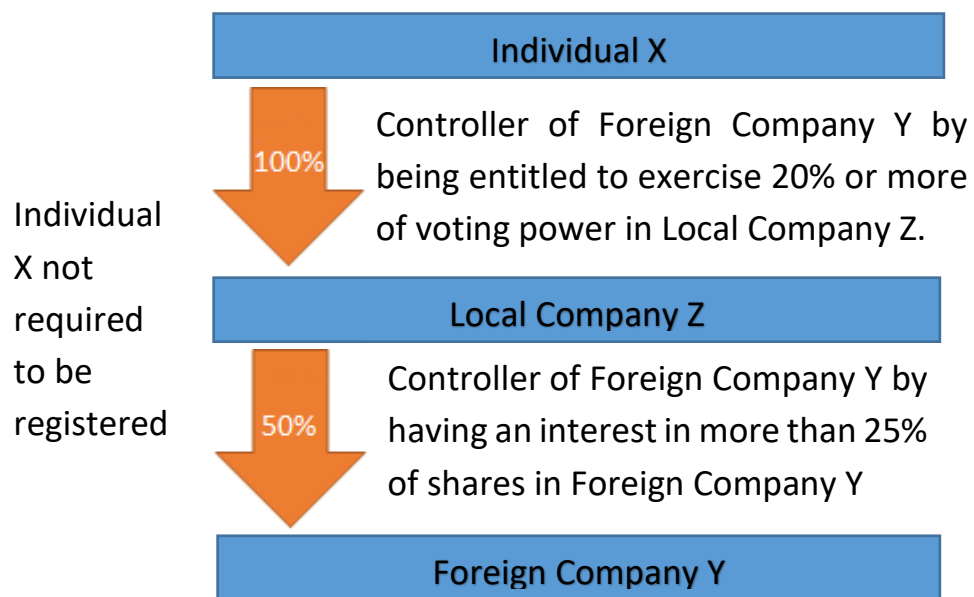 Individual X
100%
Controller of Foreign Company Y by
being entitled to exercise 20% or more
of voting power in Local Company Z.
Individual
X not
required
to be
registered
Local Company Z
50%
Controller of Foreign Company Y by
having an interest in more than 25%
of shares in Foreign Company Y
Foreign Company Y